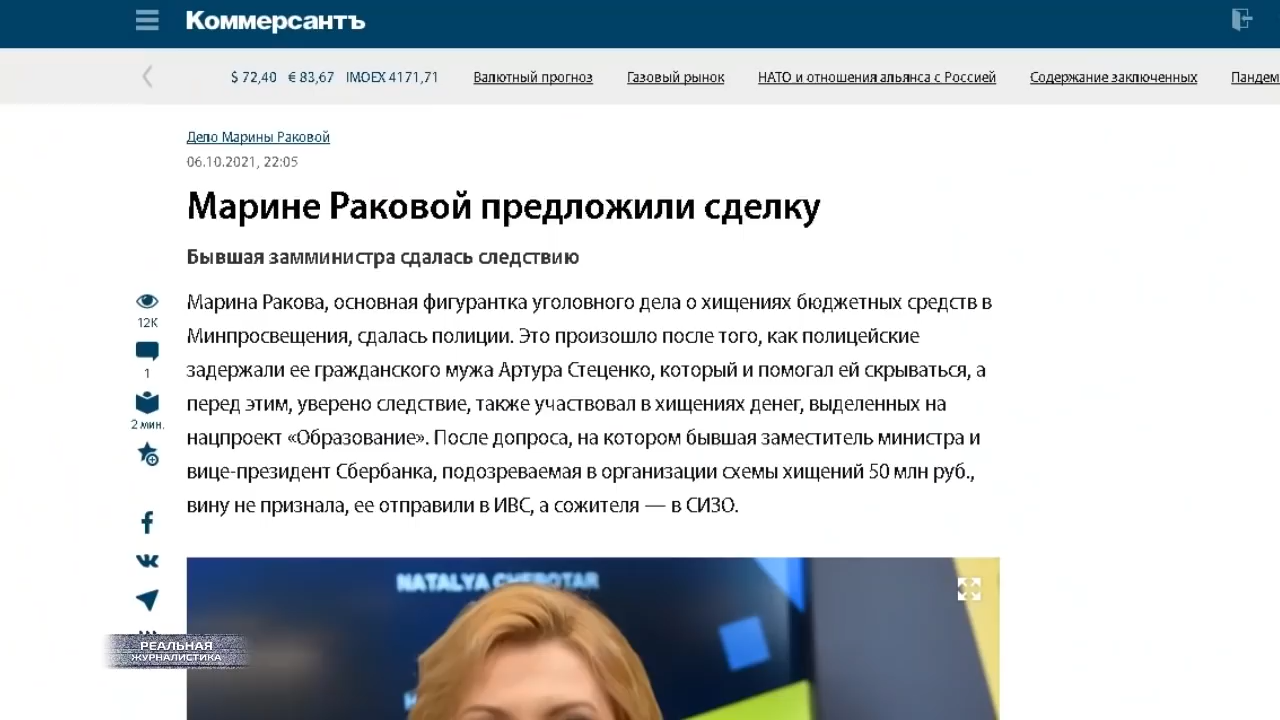 Коммерсантъ
$ 72,40 € 83,67 IMOEX 4171,71 Валютный прогноз Газовый рынок НАТО и отношения альянса с Россией Содержание заключенных Пандем
Дело Марины Раковой
06.10.2021, 22:05
Марине Раковой предложили сделку
Бывшая замминистра сдалась следствию
Марина Ракова, основная фигурантка уголовного дела о хищениях бюджетных средств в
Минпросвещения, сдалась полиции. Это произошло после того, как полицейские
задержали ее гражданского мужа Артура Стеценко, который и помогал ей скрываться, а
перед этим, уверено следствие, также участвовал в хищениях денег, выделенных на
нацпроект «Образование». После допроса, на котором бывшая заместитель министра и
вице-президент Сбербанка, подозреваемая в организации схемы хищений 50 млн руб.,
вину не признала, ее отправили в ИВС, а сожителя — в СИЗО.
12K
1
2 мин.
NATALYA CHEBOTAR
РЕАЛЬНАЯ
ЖУРНАЛИСТИКА